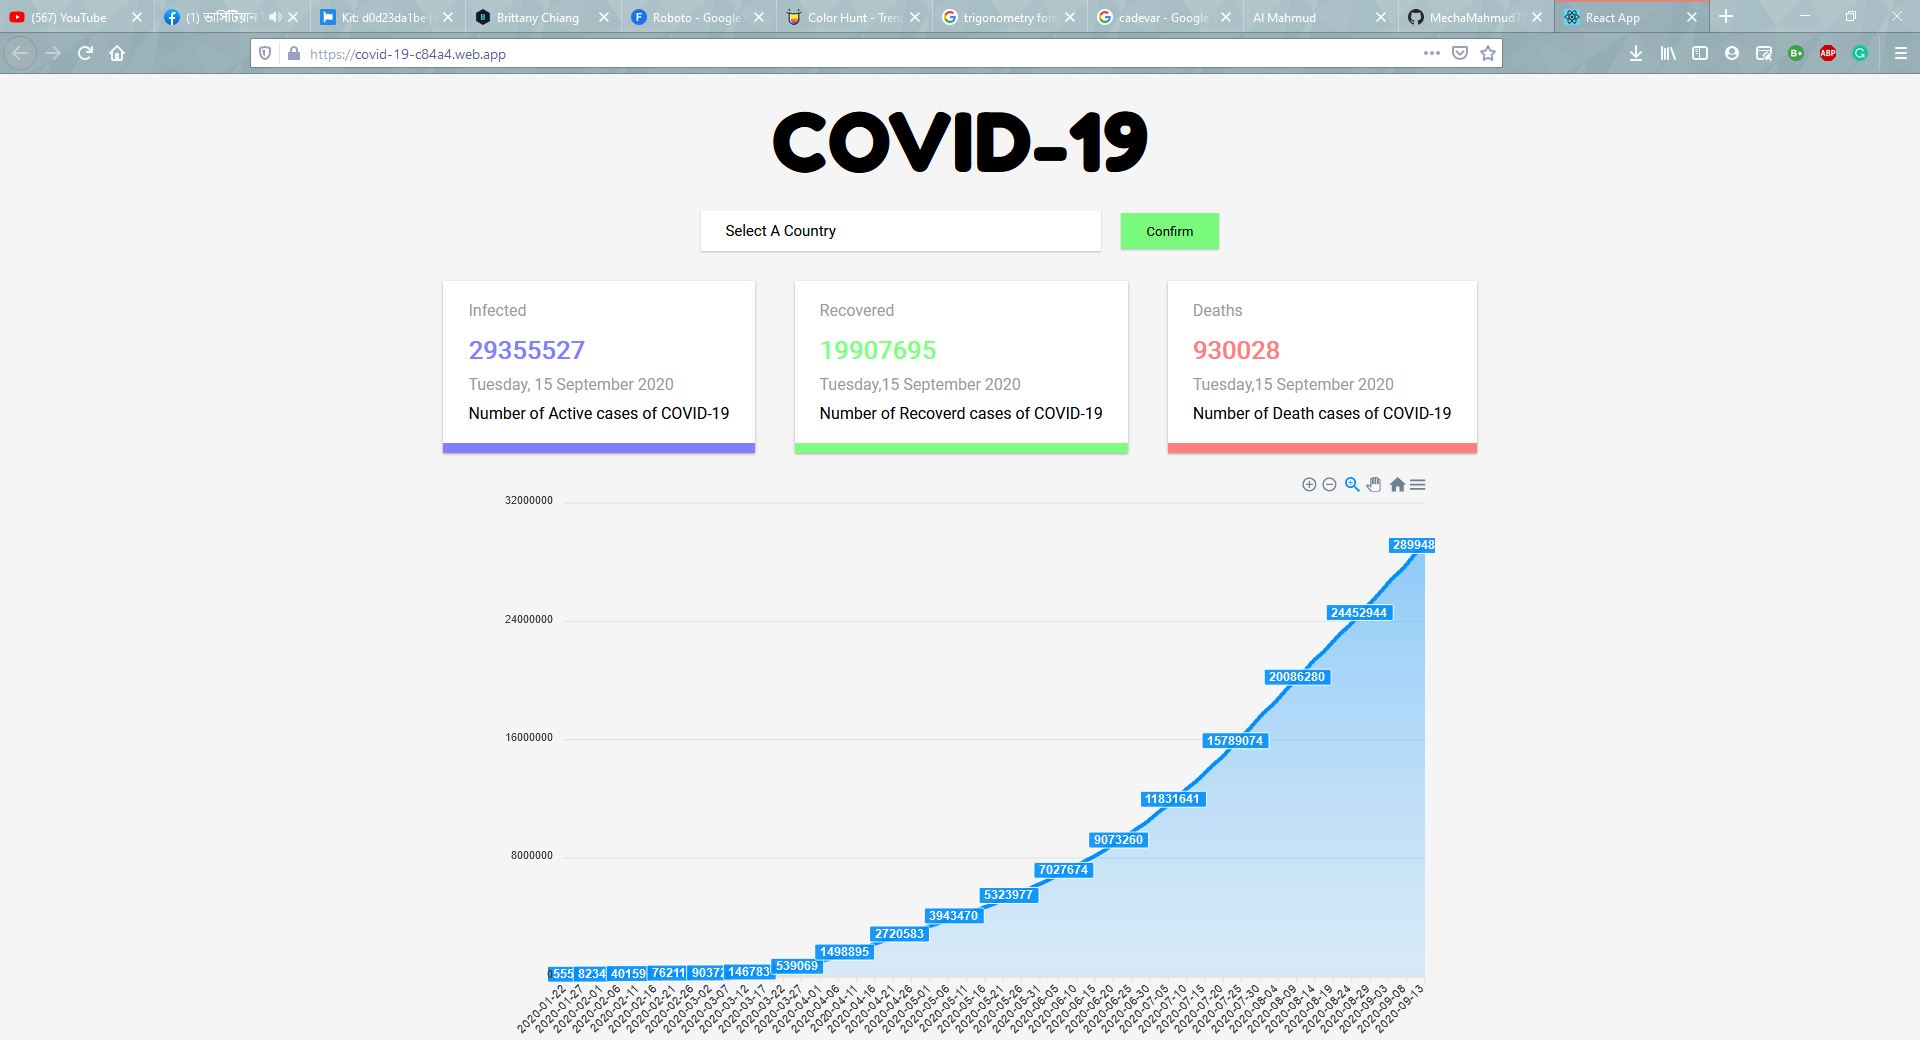 (567) YouTube
(1) ভার্সিটিয়ান
Kit: d0d23da1be
Brittany Chiang
Roboto - Google
Color Hunt - Tren
trigonometry for
cadevar - Google
Al Mahmud
MechaMahmud7
React App
https://covid-19-c84a4.web.app
B+
ABP
COVID-19
Select A Country
Confirm
Infected
29355527
Tuesday, 15 September 2020
Number of Active cases of COVID-19
Recovered
19907695
Tuesday,15 September 2020
Number of Recoverd cases of COVID-19
Deaths
930028
Tuesday,15 September 2020
Number of Death cases of COVID-19
32000000
24000000
16000000
8000000
555
8234
40159
76211
90372
146783
539069
1498895
2720583
3943470
5323977
7027674
9073260
11831641
15789074
20086280
24452944
289948
2020-01-22
2020-01-27
2020-02-01
2020-02-06
2020-02-11
2020-02-16
2020-02-21
2020-02-26
2020-03-02
2020-03-07
2020-03-12
2020-03-17
2020-03-22
2020-03-27
2020-04-01
2020-04-06
2020-04-11
2020-04-16
2020-04-21
2020-04-26
2020-05-01
2020-05-06
2020-05-11
2020-05-16
2020-05-21
2020-05-26
2020-05-31
2020-06-05
2020-06-10
2020-06-15
2020-06-20
2020-06-25
2020-06-30
2020-07-05
2020-07-10
2020-07-15
2020-07-20
2020-07-25
2020-07-30
2020-08-04
2020-08-09
2020-08-14
2020-08-19
2020-08-24
2020-08-29
2020-09-03
2020-09-08
2020-09-13